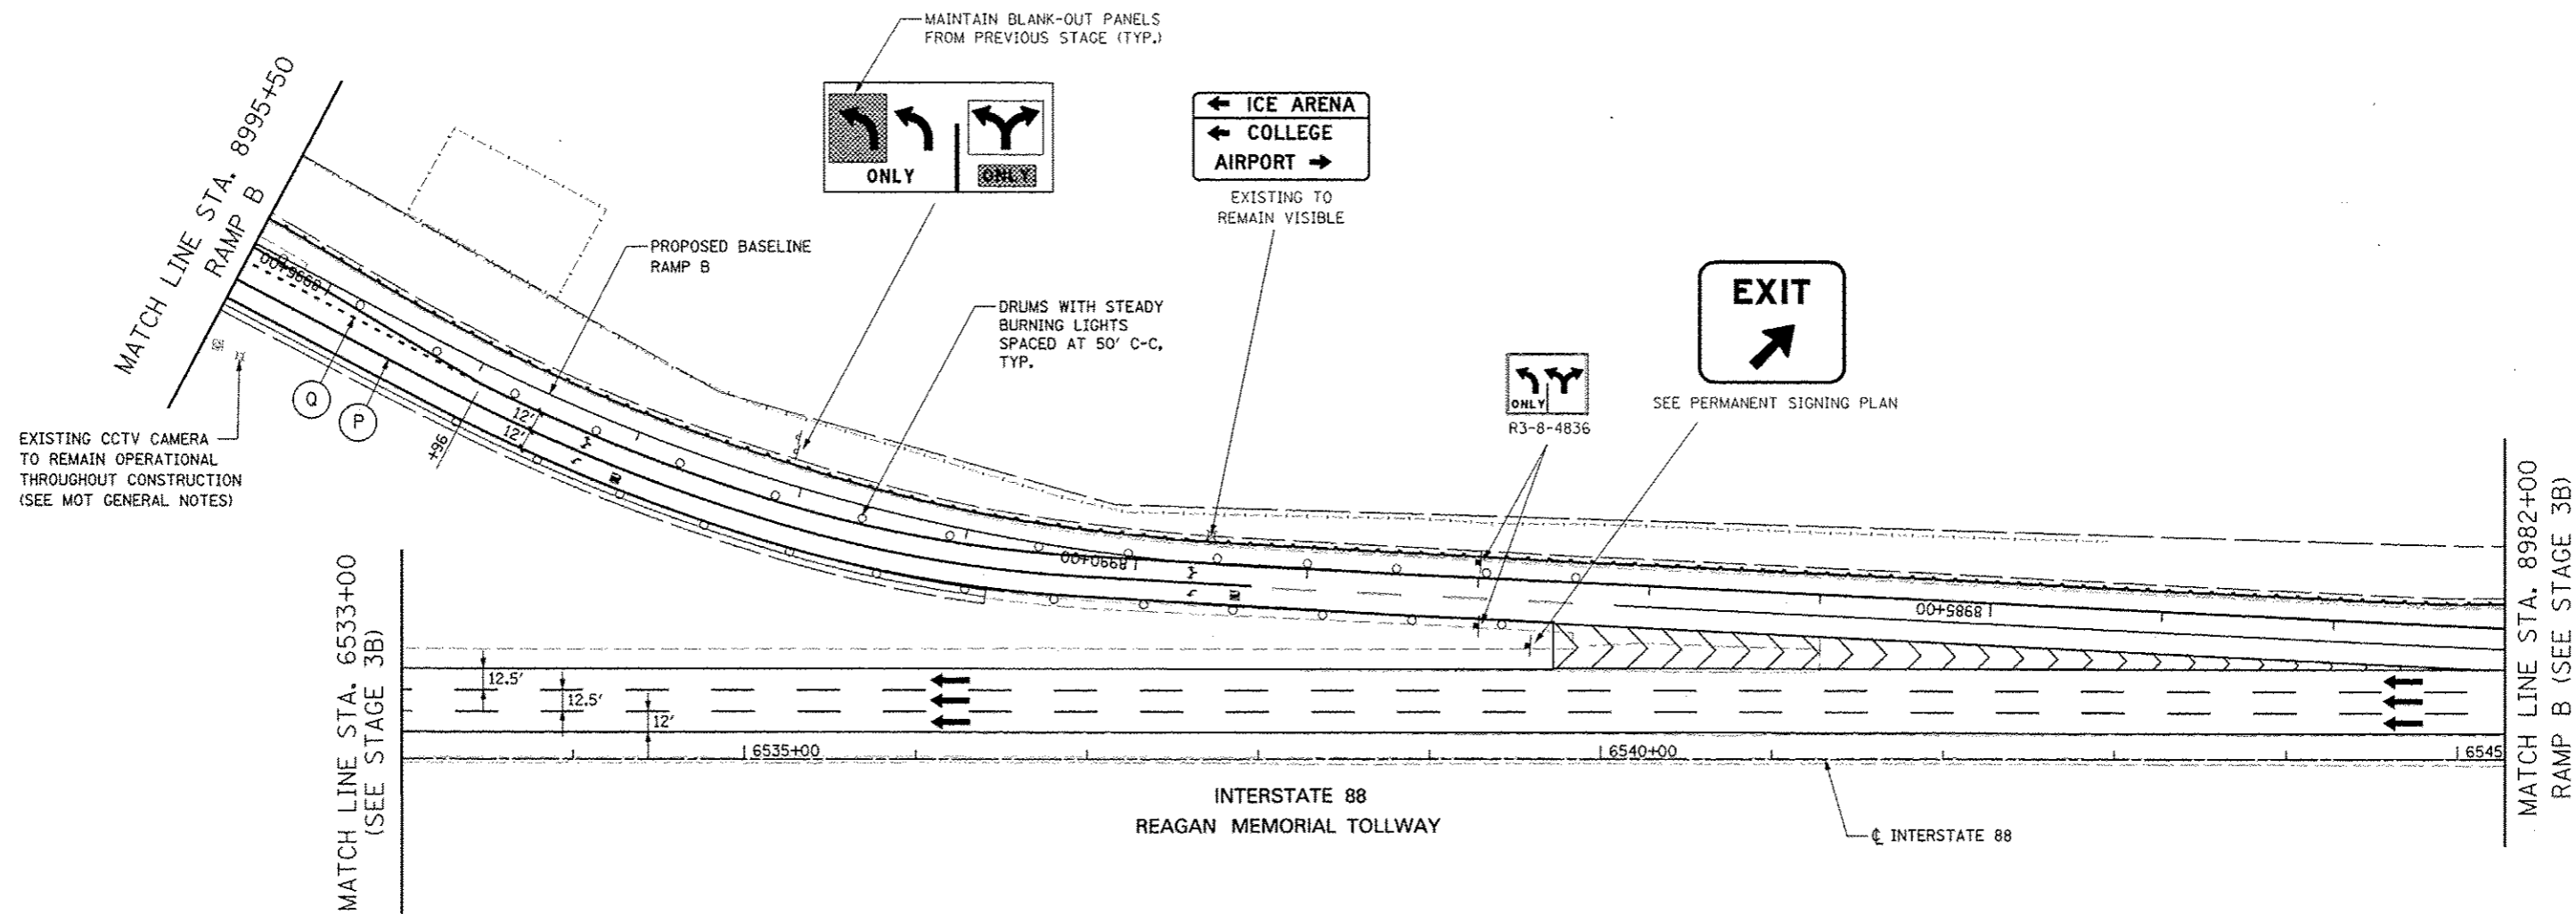 MAINTAIN BLANK-OUT PANELS
FROM PREVIOUS STAGE (TYP.)
ONLY
ONLY
← ICE ARENA
← COLLEGE
AIRPORT →
EXISTING TO
REMAIN VISIBLE
MATCH LINE STA. 8995+50
RAMP B
8995+00
PROPOSED BASELINE
RAMP B
DRUMS WITH STEADY
BURNING LIGHTS
SPACED AT 50' C-C,
TYP.
EXIT
SEE PERMANENT SIGNING PLAN
ONLY
R3-8-4836
Q
P
12'
12'
+96
EXISTING CCTV CAMERA
TO REMAIN OPERATIONAL
THROUGHOUT CONSTRUCTION
(SEE MOT GENERAL NOTES)
8990+00
8985+00
MATCH LINE STA. 6533+00
(SEE STAGE 3B)
12.5'
12.5'
12'
6535+00
6540+00
6545
MATCH LINE STA. 8982+00
RAMP B (SEE STAGE 3B)
INTERSTATE 88
REAGAN MEMORIAL TOLLWAY
℄ INTERSTATE 88